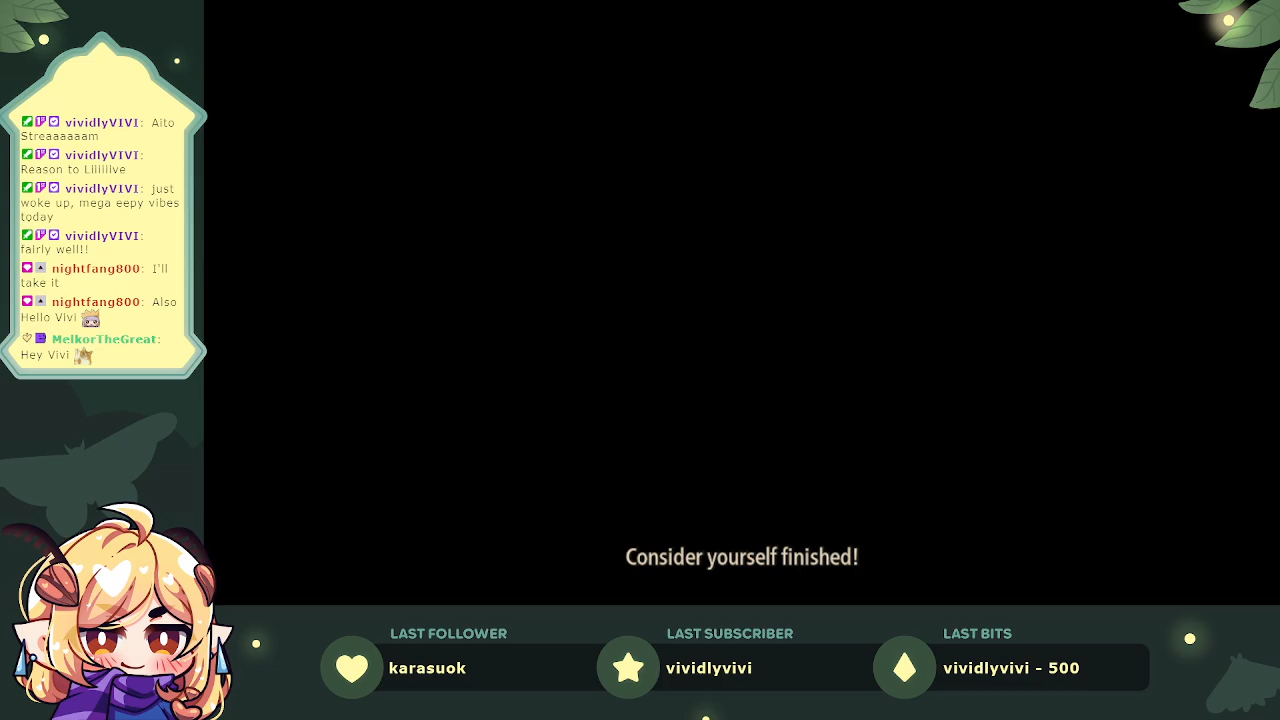 vividlyVIVI: Aito
Streaaaaam
vividlyVIVI:
Reason to Liiiiiive
vividlyVIVI: just
woke up, mega eepy vibes
today
vividlyVIVI:
fairly well!!
nightfang800: I'll
take it
nightfang800: Also
Hello Vivi
MelkorTheGreat:
Hey Vivi
Consider yourself finished!
LAST FOLLOWER
karasuok
LAST SUBSCRIBER
vividlyvivi
LAST BITS
vividlyvivi - 500